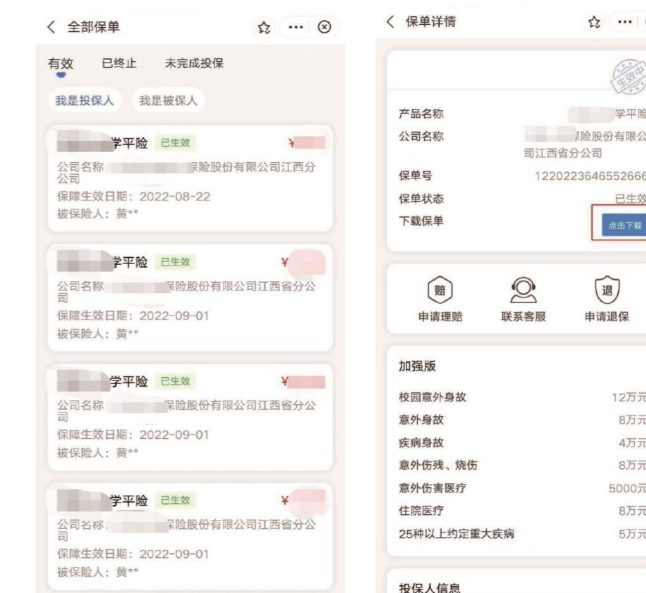 全部保单
有效 已终止 未完成投保
我是投保人 我是被保人
学平险 已生效 ¥
公司名称 保险股份有限公司江西分
公司
保障生效日期：2022-08-22
被保险人：黄**
学平险 已生效 ¥
公司名称 保险股份有限公司江西省分公
司
保障生效日期：2022-09-01
被保险人：黄**
学平险 已生效 ¥
公司名称 保险股份有限公司江西省分公
司
保障生效日期：2022-09-01
被保险人：黄**
学平险 已生效 ¥
公司名称： 保险股份有限公司江西省分公
司
保障生效日期：2022-09-01
被保险人：黄**
保单详情
生效中
产品名称 学平险
公司名称 保险股份有限公
司江西省分公司
保单号 1220223646552666
保单状态 已生效
下载保单 点击下载
赔 退
申请理赔 联系客服 申请退保
加强版
校园意外身故 12万元
意外身故 8万元
疾病身故 4万元
意外伤残、烧伤 8万元
意外伤害医疗 5000元
住院医疗 8万元
25种以上约定重大疾病 5万元
投保人信息